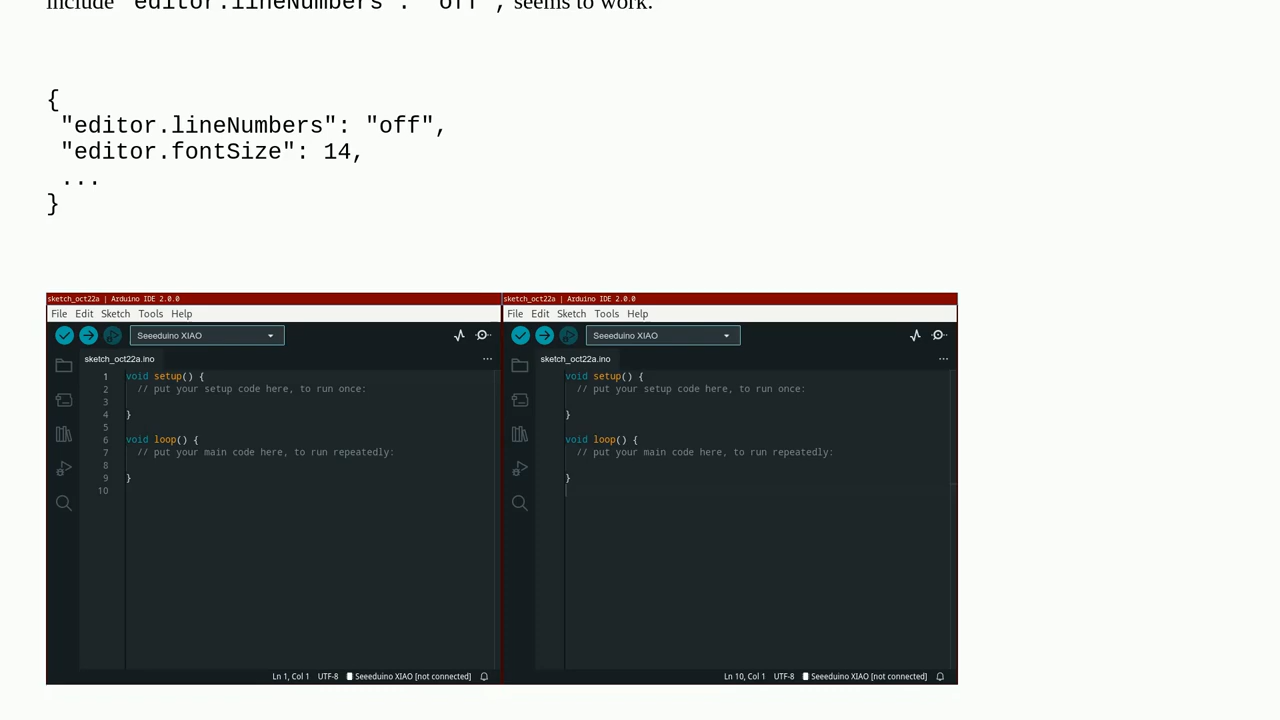 include "editor.lineNumbers": "off", seems to work.
{
"editor.lineNumbers": "off",
"editor.fontSize": 14,
...
}
sketch_oct22a | Arduino IDE 2.0.0
File Edit Sketch Tools Help
Seeeduino XIAO
sketch_oct22a.ino
1 void setup() {
2 // put your setup code here, to run once:
3
4 }
5
6 void loop() {
7 // put your main code here, to run repeatedly:
8
9 }
10
Ln 1, Col 1 UTF-8 Seeeduino XIAO [not connected]
sketch_oct22a | Arduino IDE 2.0.0
File Edit Sketch Tools Help
Seeeduino XIAO
sketch_oct22a.ino
void setup() {
// put your setup code here, to run once:
}
void loop() {
// put your main code here, to run repeatedly:
}
Ln 10, Col 1 UTF-8 Seeeduino XIAO [not connected]